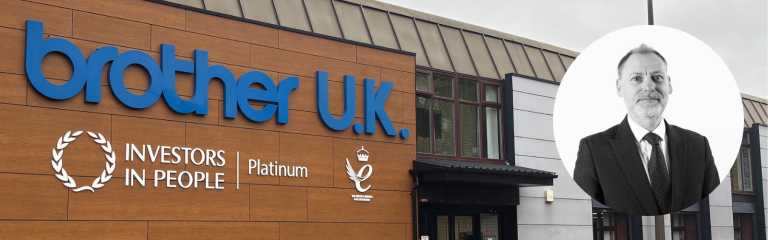 brother U.K.
INVESTORS
IN PEOPLE
Platinum